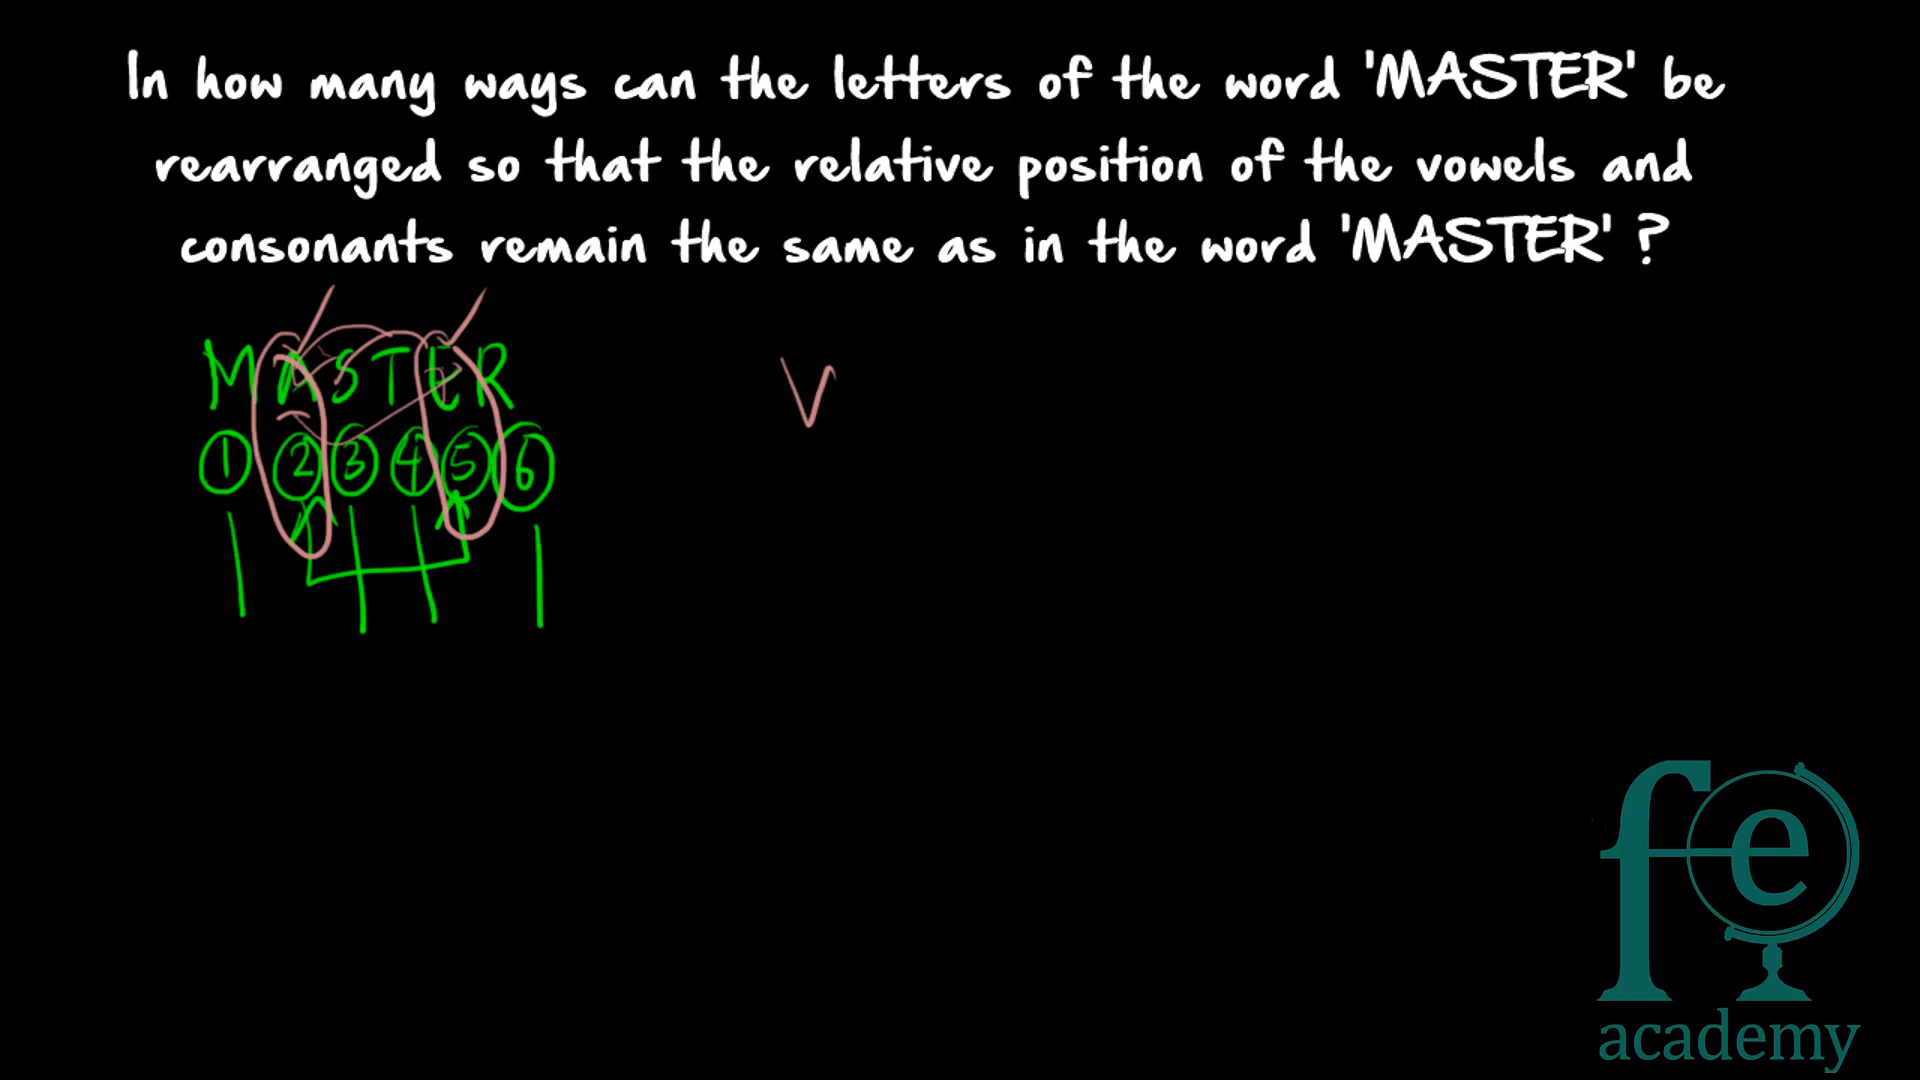 In how many ways can the letters of the word 'MASTER' be
rearranged so that the relative position of the vowels and
consonants remain the same as in the word 'MASTER' ?
MASTER
1 2 3 4 5 6
V
fe
academy